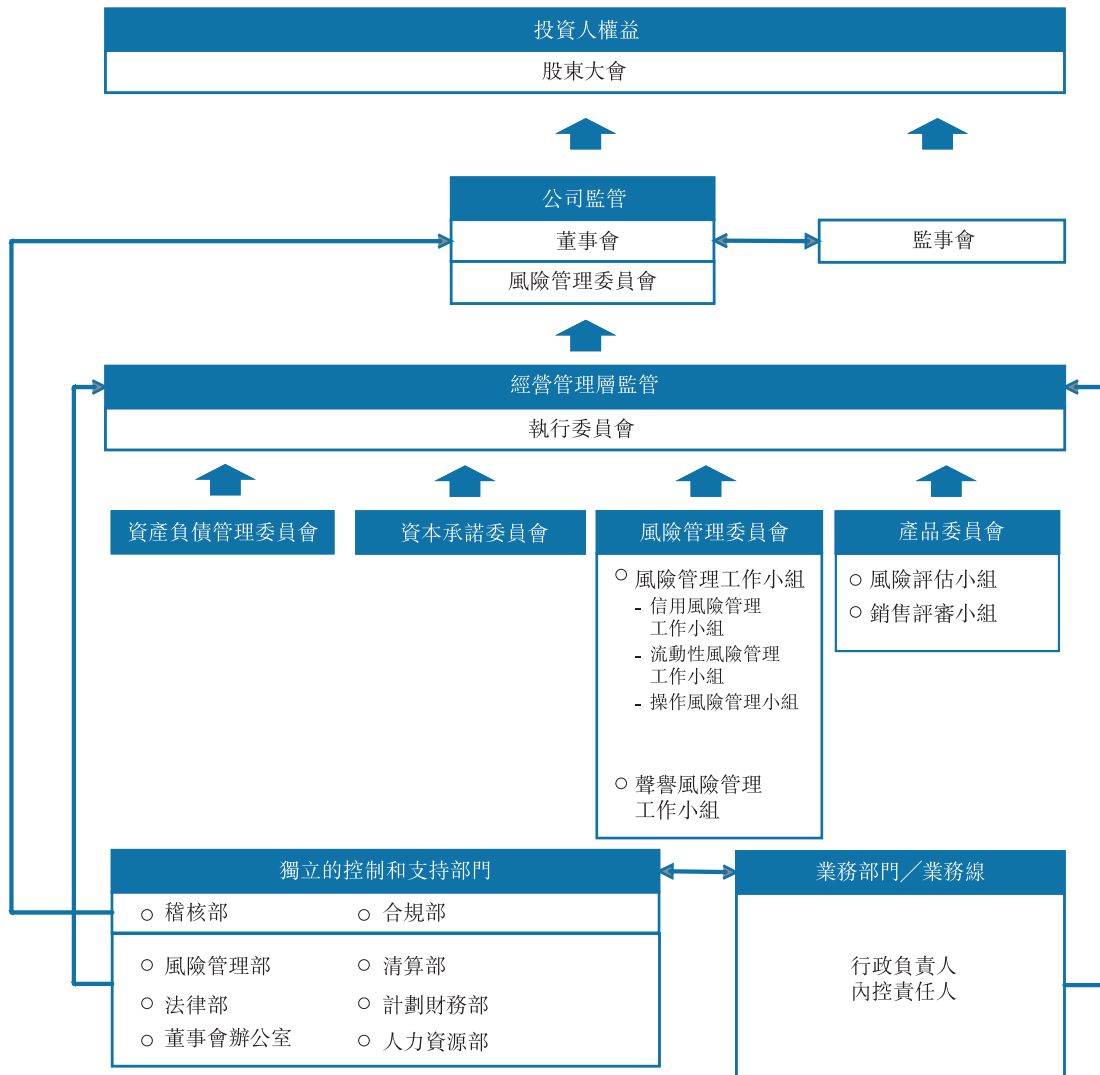 投資人權益
股東大會
公司監管
董事會
監事會
風險管理委員會
經營管理層監管
執行委員會
資產負債管理委員會
資本承諾委員會
風險管理委員會
○ 風險管理工作小組
- 信用風險管理
工作小組
- 流動性風險管理
工作小組
- 操作風險管理小組
○ 聲譽風險管理
工作小組
產品委員會
○ 風險評估小組
○ 銷售評審小組
獨立的控制和支持部門
○ 稽核部
○ 合規部
○ 風險管理部
○ 清算部
○ 法律部
○ 計劃財務部
○ 董事會辦公室
○ 人力資源部
業務部門／業務線
行政負責人
內控責任人